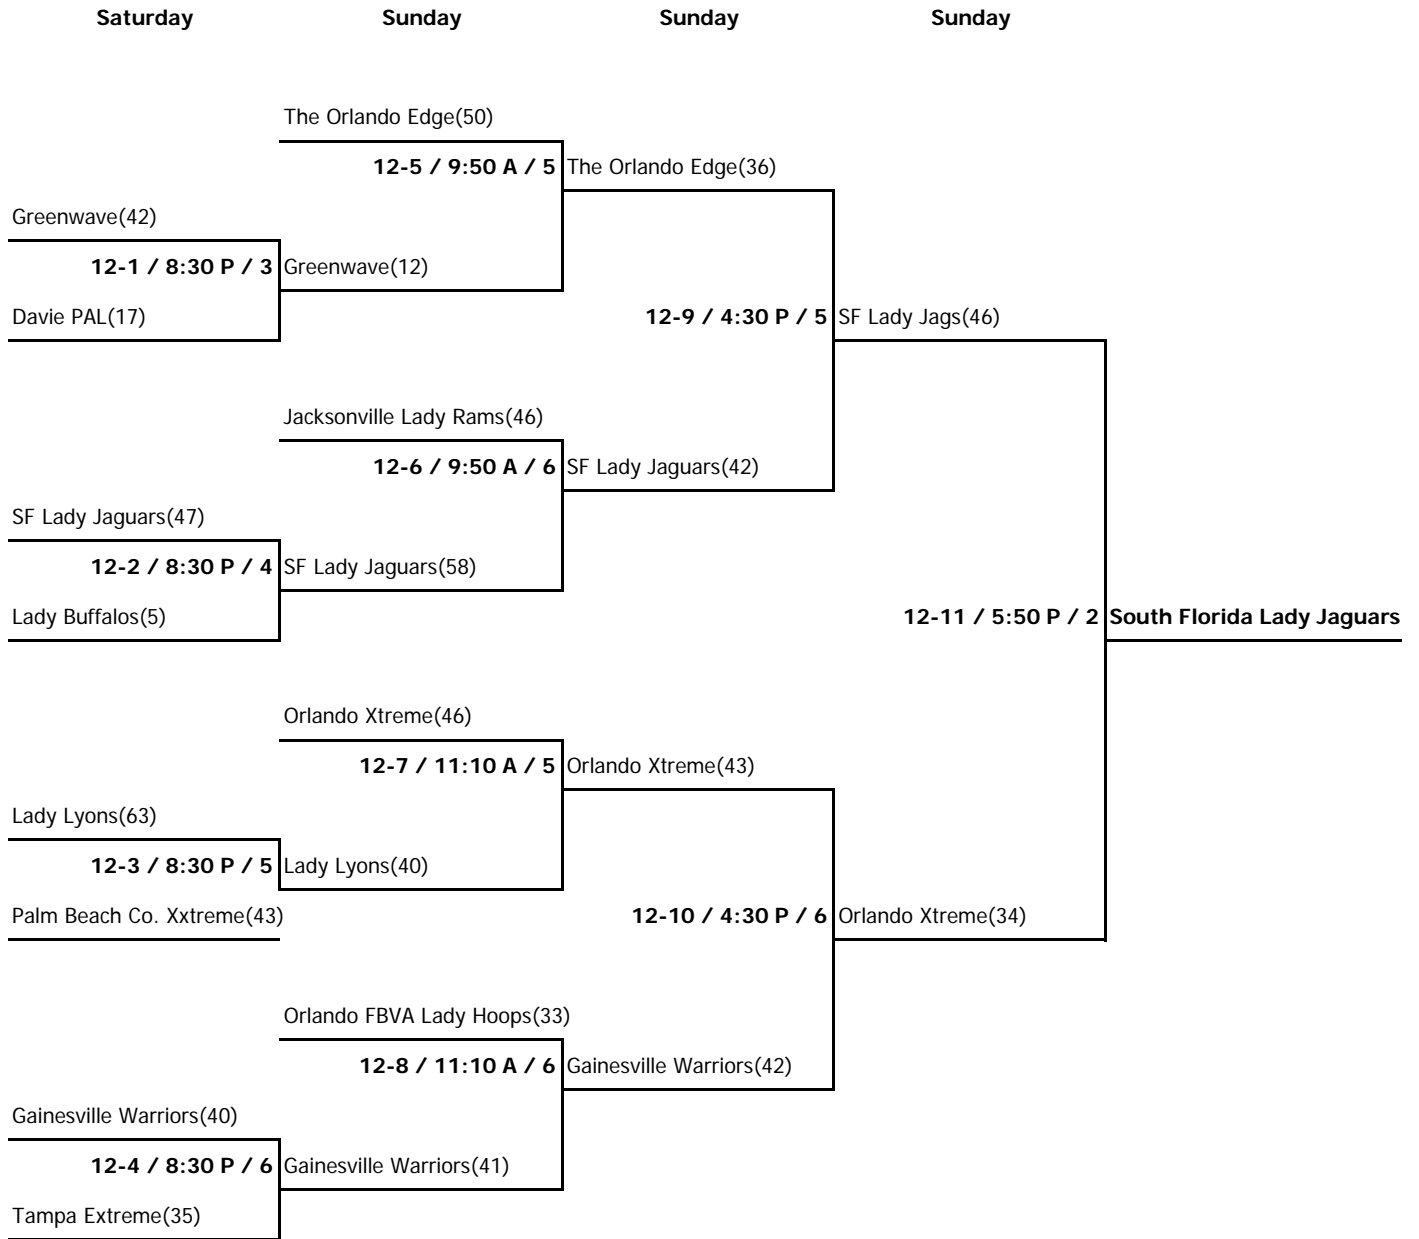 Saturday Sunday Sunday Sunday
The Orlando Edge(50)
12-5 / 9:50 A / 5 The Orlando Edge(36)
Greenwave(42)
12-1 / 8:30 P / 3 Greenwave(12)
Davie PAL(17) 12-9 / 4:30 P / 5 SF Lady Jags(46)
Jacksonville Lady Rams(46)
12-6 / 9:50 A / 6 SF Lady Jaguars(42)
SF Lady Jaguars(47)
12-2 / 8:30 P / 4 SF Lady Jaguars(58)
Lady Buffalos(5) 12-11 / 5:50 P / 2 South Florida Lady Jaguars
Orlando Xtreme(46)
12-7 / 11:10 A / 5 Orlando Xtreme(43)
Lady Lyons(63)
12-3 / 8:30 P / 5 Lady Lyons(40)
Palm Beach Co. Xxtreme(43) 12-10 / 4:30 P / 6 Orlando Xtreme(34)
Orlando FBVA Lady Hoops(33)
12-8 / 11:10 A / 6 Gainesville Warriors(42)
Gainesville Warriors(40)
12-4 / 8:30 P / 6 Gainesville Warriors(41)
Tampa Extreme(35)